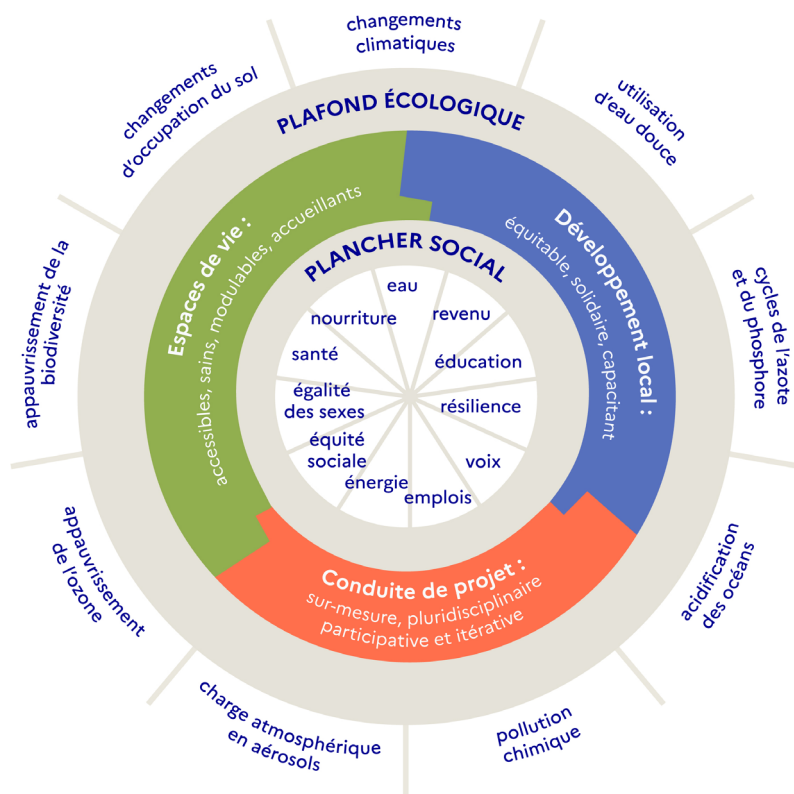 changements
climatiques
utilisation
d'eau douce
cycles de l'azote
et du phosphore
acidification
des océans
pollution
chimique
charge atmosphérique
en aérosols
appauvrissement
de l'ozone
appauvrissement de la
biodiversité
changements
d'occupation du sol
PLAFOND ÉCOLOGIQUE
Espaces de vie :
accessibles, sains, modulables, accueillants
Développement local :
équitable, solidaire, capacitant
Conduite de projet :
sur-mesure, pluridisciplinaire
participative et itérative
PLANCHER SOCIAL
eau
revenu
éducation
résilience
voix
emplois
énergie
équité
sociale
égalité
des sexes
santé
nourriture